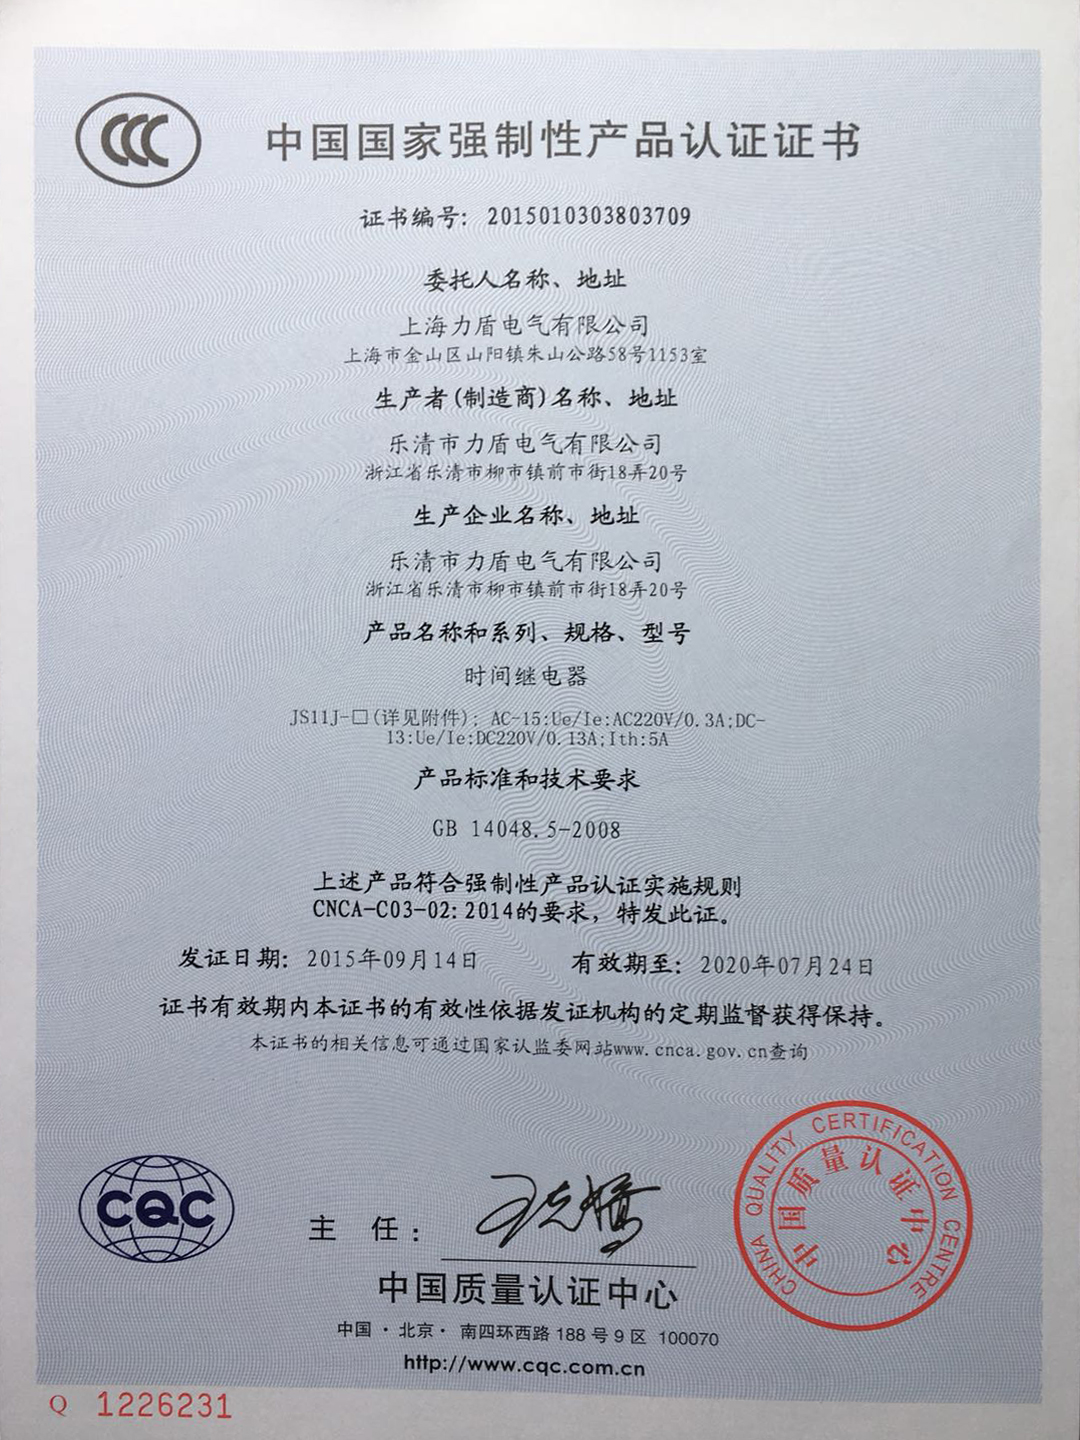 中国国家强制性产品认证证书
证书编号: 2015010303803709
委托人名称、地址
上海力盾电气有限公司
上海市金山区山阳镇朱山公路58号1153室
生产者(制造商)名称、地址
乐清市力盾电气有限公司
浙江省乐清市柳市镇前市街18弄20号
生产企业名称、地址
乐清市力盾电气有限公司
浙江省乐清市柳市镇前市街18弄20号
产品名称和系列、规格、型号
时间继电器
JS11J-□(详见附件); AC-15:Ue/Ie:AC220V/0.3A;DC-
13:Ue/Ie:DC220V/0.13A;Ith:5A
产品标准和技术要求
GB 14048.5-2008
上述产品符合强制性产品认证实施规则
CNCA-C03-02:2014的要求，特发此证。
发证日期: 2015年09月14日 有效期至: 2020年07月24日
证书有效期内本证书的有效性依据发证机构的定期监督获得保持。
本证书的相关信息可通过国家认监委网站www.cnca.gov.cn查询
CHINA QUALITY CERTIFICATION CENTRE
中国质量认证中心
CQC
主 任:
中国质量认证中心
中国·北京·南四环西路 188 号 9 区 100070
http://www.cqc.com.cn
Q 1226231